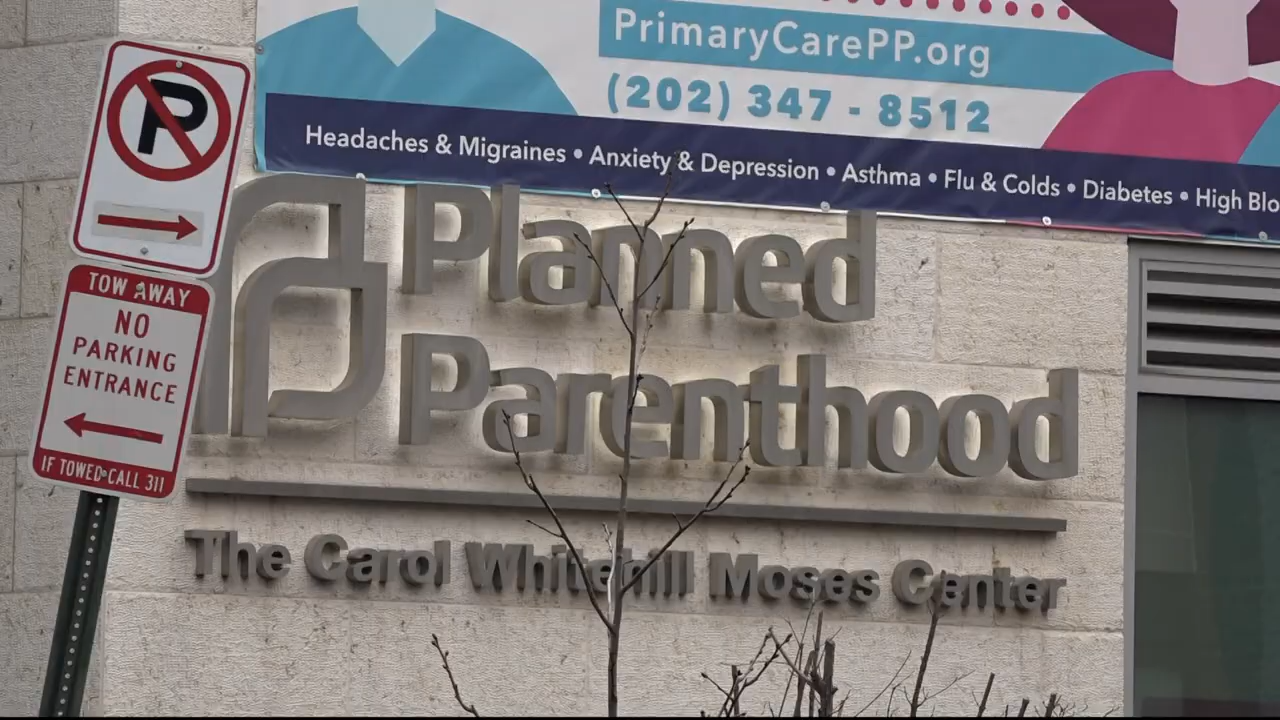 PrimaryCarePP.org
(202) 347 - 8512
Headaches & Migraines • Anxiety & Depression • Asthma • Flu & Colds • Diabetes • High Blo
P
TOW AWAY
NO
PARKING
ENTRANCE
IF TOWED CALL 311
Planned
Parenthood
The Carol Whitehill Moses Center